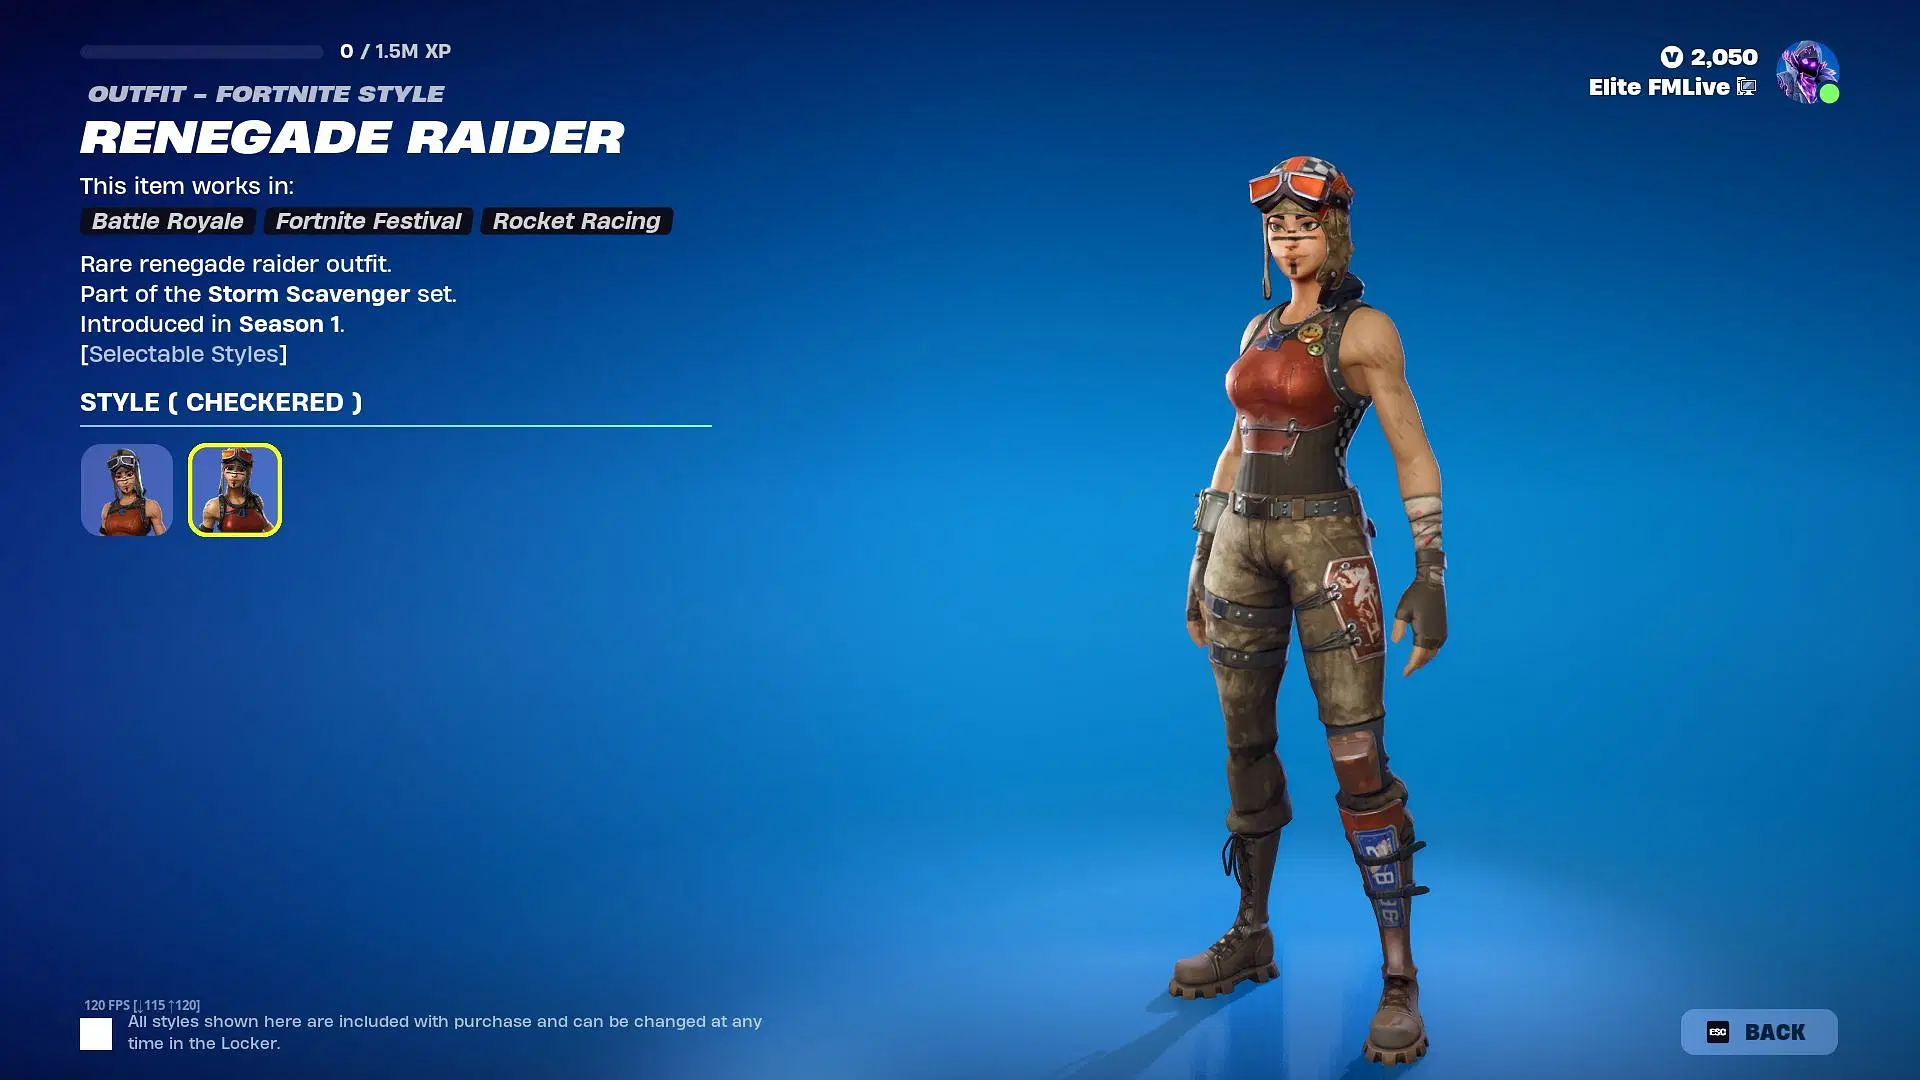 0 / 1.5M XP
V 2,050
Elite FMLive
OUTFIT – FORTNITE STYLE
RENEGADE RAIDER
This item works in:
Battle Royale Fortnite Festival Rocket Racing
Rare renegade raider outfit.
Part of the Storm Scavenger set.
Introduced in Season 1.
[Selectable Styles]
STYLE ( CHECKERED )
120 FPS [↓115 ↑120]
All styles shown here are included with purchase and can be changed at any
time in the Locker.
ESC BACK